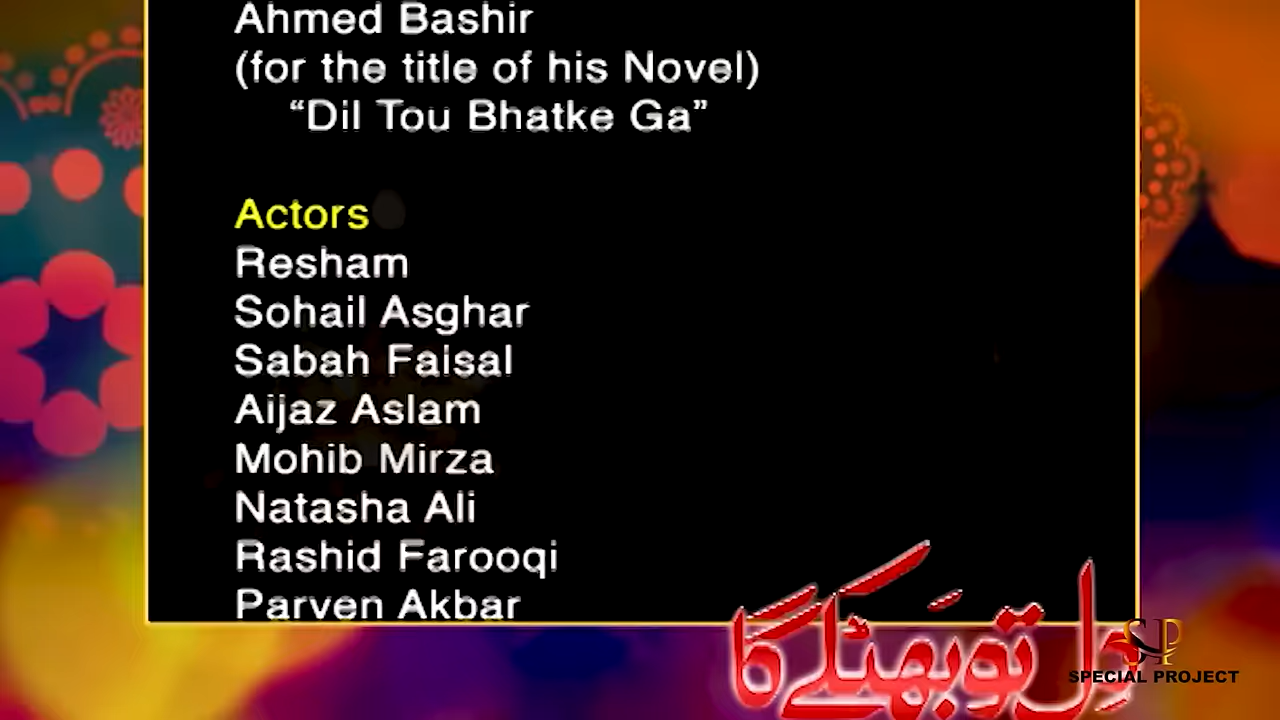 Ahmed Bashir
(for the title of his Novel)
“Dil Tou Bhatke Ga”
Actors
Resham
Sohail Asghar
Sabah Faisal
Aijaz Aslam
Mohib Mirza
Natasha Ali
Rashid Farooqi
Parven Akbar
دل تو بھٹکے گا
SP
SPECIAL PROJECT